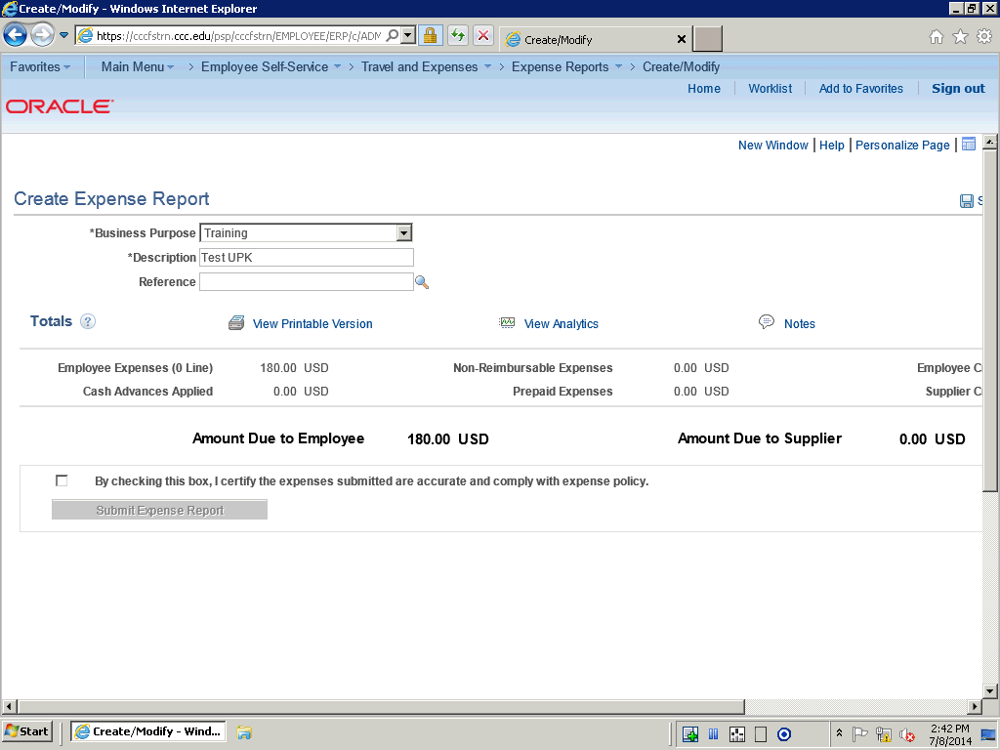 Create/Modify - Windows Internet Explorer
https://cccfstrn.ccc.edu/psp/cccfstrn/EMPLOYEE/ERP/c/ADM
Create/Modify
Favorites Main Menu > Employee Self-Service > Travel and Expenses > Expense Reports > Create/Modify
Home Worklist Add to Favorites Sign out
ORACLE
New Window | Help | Personalize Page |
Create Expense Report
S
*Business Purpose Training
*Description Test UPK
Reference
Totals ? View Printable Version View Analytics Notes
Employee Expenses (0 Line) 180.00 USD Non-Reimbursable Expenses 0.00 USD Employee C
Cash Advances Applied 0.00 USD Prepaid Expenses 0.00 USD Supplier C
Amount Due to Employee 180.00 USD Amount Due to Supplier 0.00 USD
By checking this box, I certify the expenses submitted are accurate and comply with expense policy.
Submit Expense Report
Start Create/Modify - Wind... 2:42 PM
7/8/2014